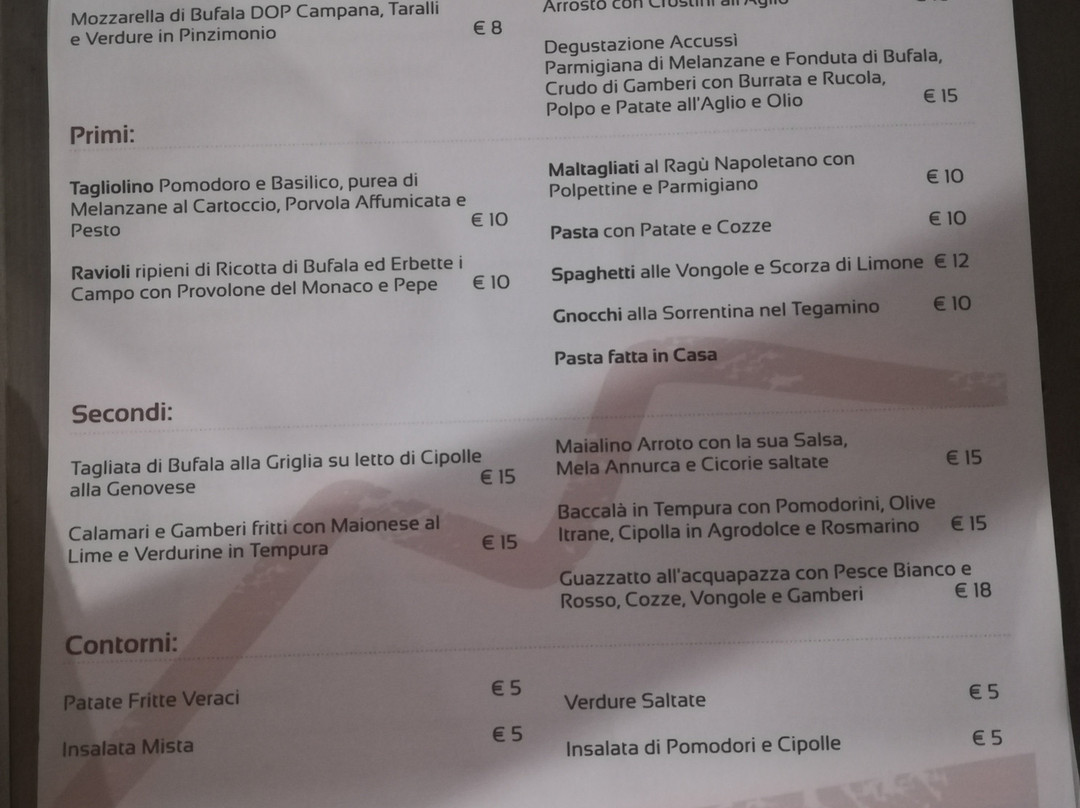 Mozzarella di Bufala DOP Campana, Taralli
e Verdure in Pinzimonio € 8
Arrosto con Crostini all'Aglio
Degustazione Accussì
Parmigiana di Melanzane e Fonduta di Bufala,
Crudo di Gamberi con Burrata e Rucola,
Polpo e Patate all'Aglio e Olio € 15
Primi:
Tagliolino Pomodoro e Basilico, purea di
Melanzane al Cartoccio, Porvola Affumicata e
Pesto € 10
Ravioli ripieni di Ricotta di Bufala ed Erbette i
Campo con Provolone del Monaco e Pepe € 10
Maltagliati al Ragù Napoletano con
Polpettine e Parmigiano € 10
Pasta con Patate e Cozze € 10
Spaghetti alle Vongole e Scorza di Limone € 12
Gnocchi alla Sorrentina nel Tegamino € 10
Pasta fatta in Casa
Secondi:
Tagliata di Bufala alla Griglia su letto di Cipolle
alla Genovese € 15
Calamari e Gamberi fritti con Maionese al
Lime e Verdurine in Tempura € 15
Maialino Arroto con la sua Salsa,
Mela Annurca e Cicorie saltate € 15
Baccalà in Tempura con Pomodorini, Olive
Itrane, Cipolla in Agrodolce e Rosmarino € 15
Guazzatto all'acquapazza con Pesce Bianco e
Rosso, Cozze, Vongole e Gamberi € 18
Contorni:
Patate Fritte Veraci € 5
Insalata Mista € 5
Verdure Saltate € 5
Insalata di Pomodori e Cipolle € 5